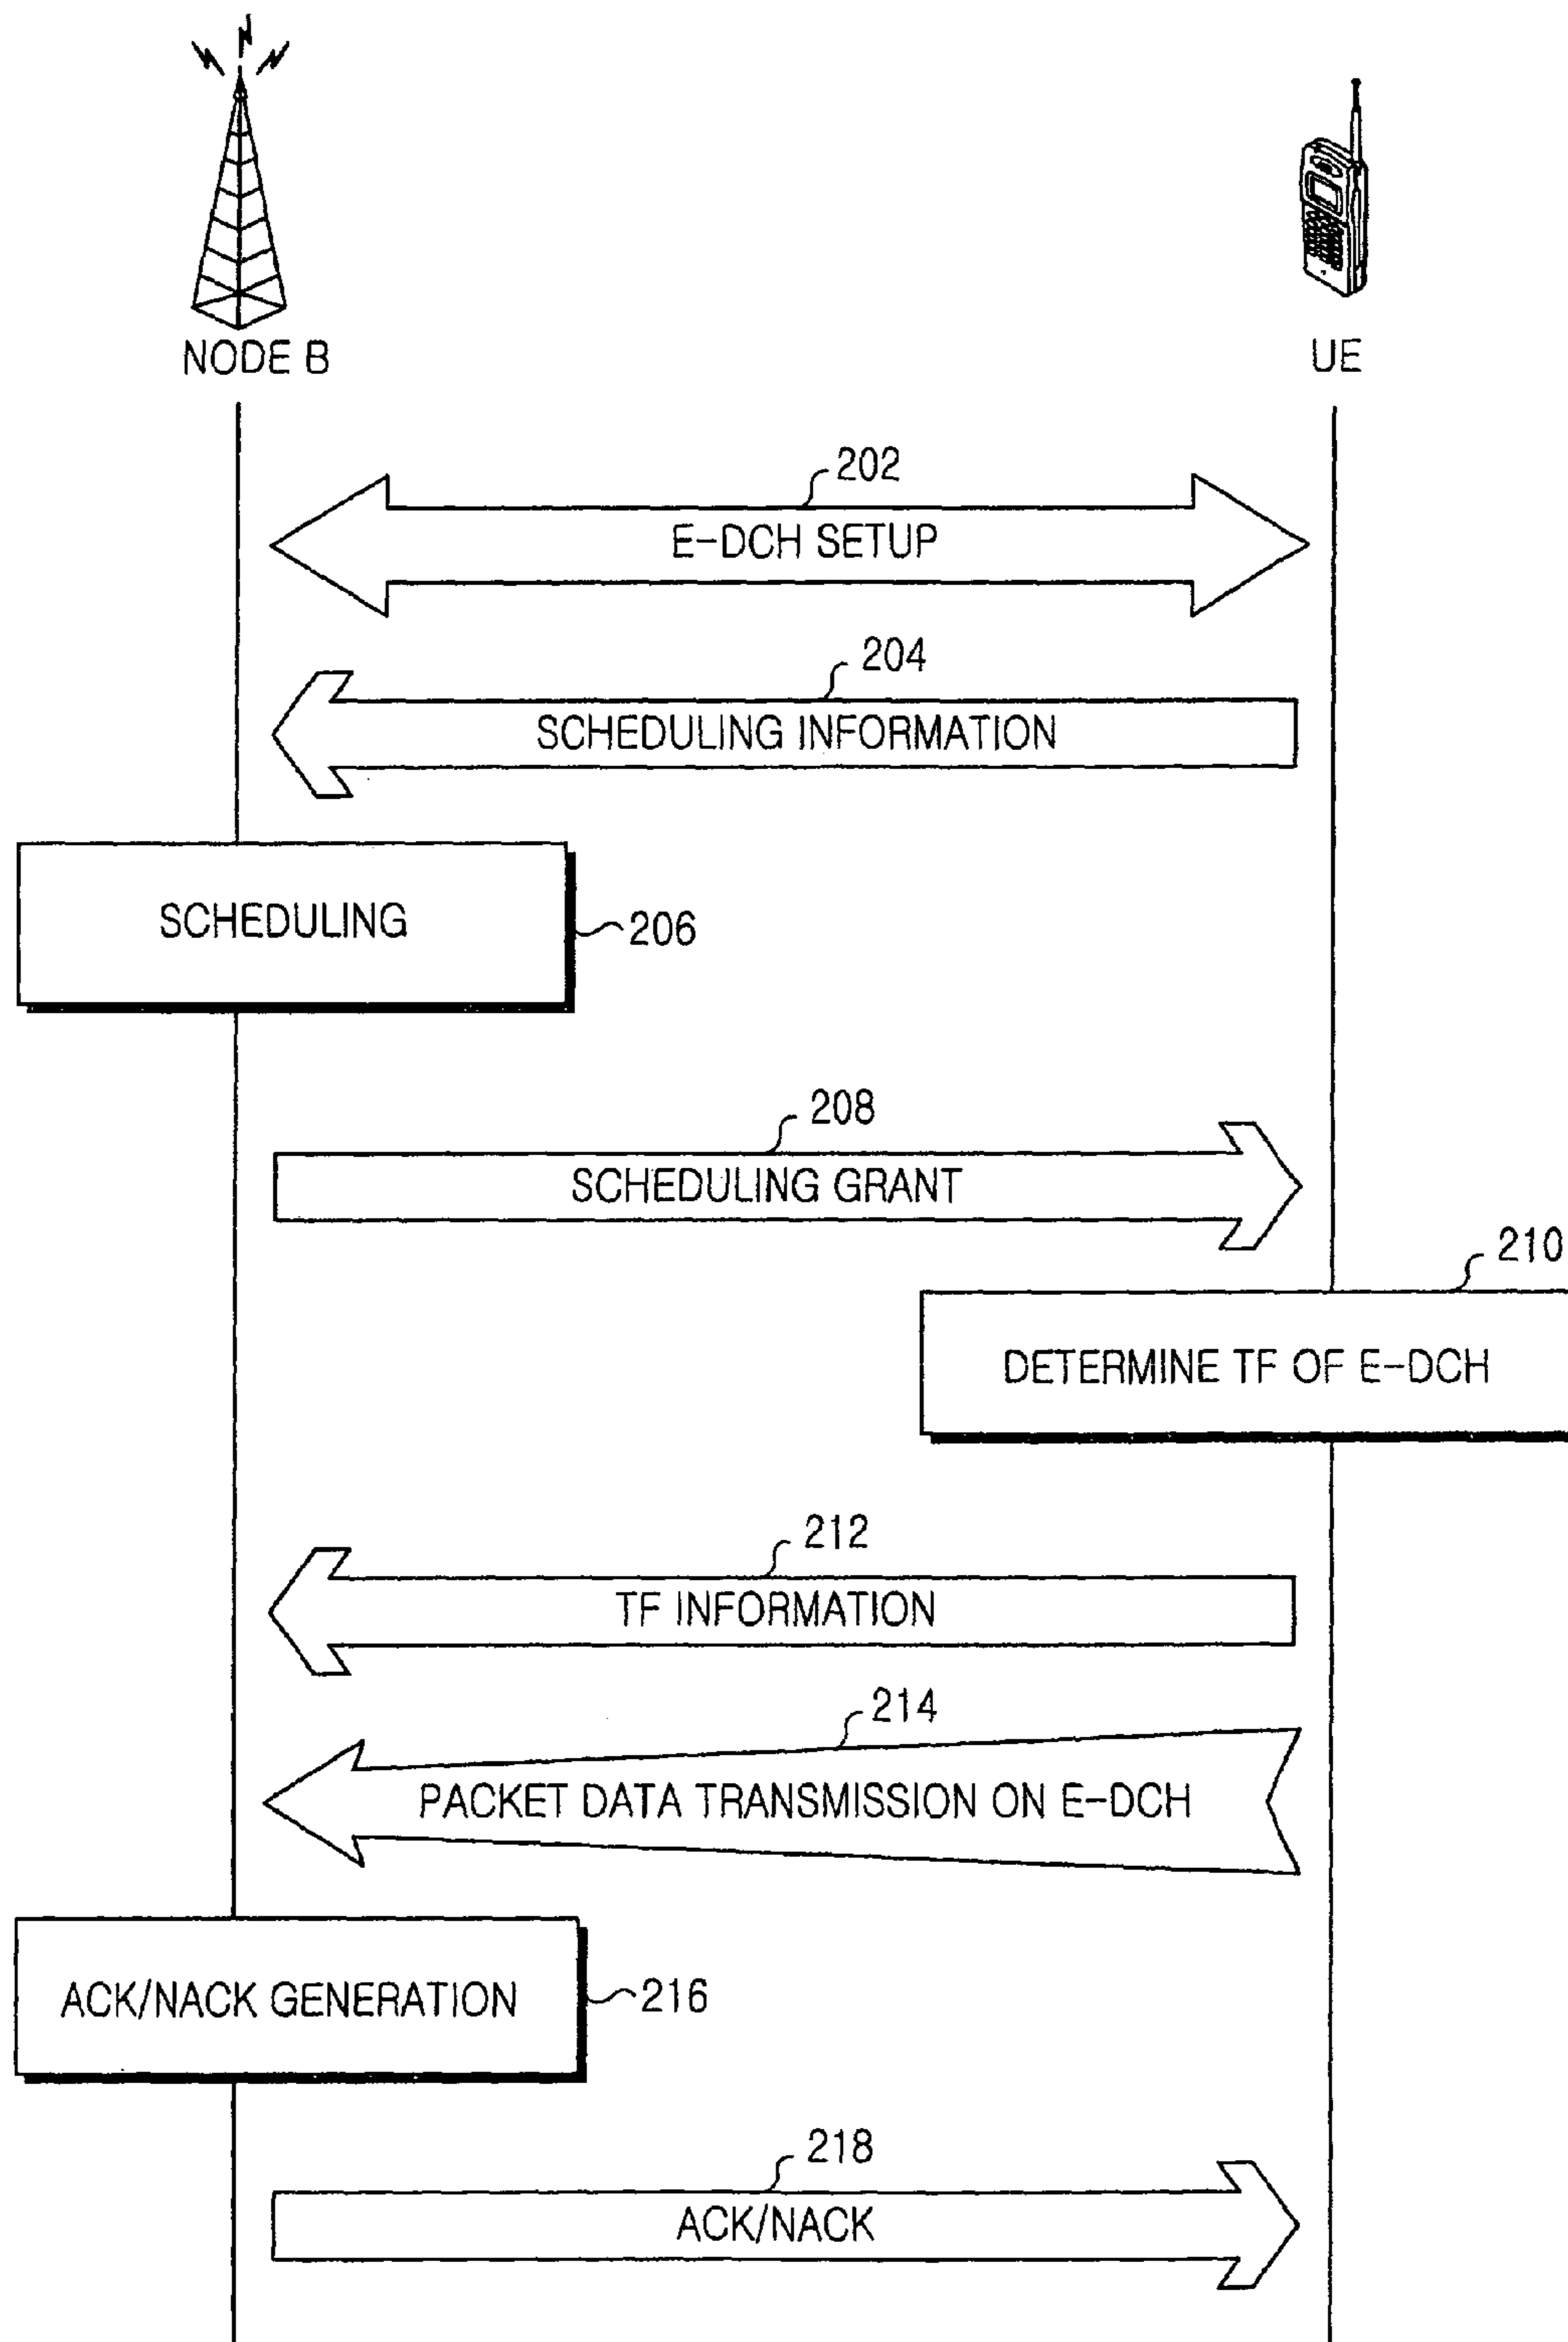 NODE B
UE
202
E-DCH SETUP
204
SCHEDULING INFORMATION
SCHEDULING
206
208
SCHEDULING GRANT
210
DETERMINE TF OF E-DCH
212
TF INFORMATION
214
PACKET DATA TRANSMISSION ON E-DCH
ACK/NACK GENERATION
216
218
ACK/NACK